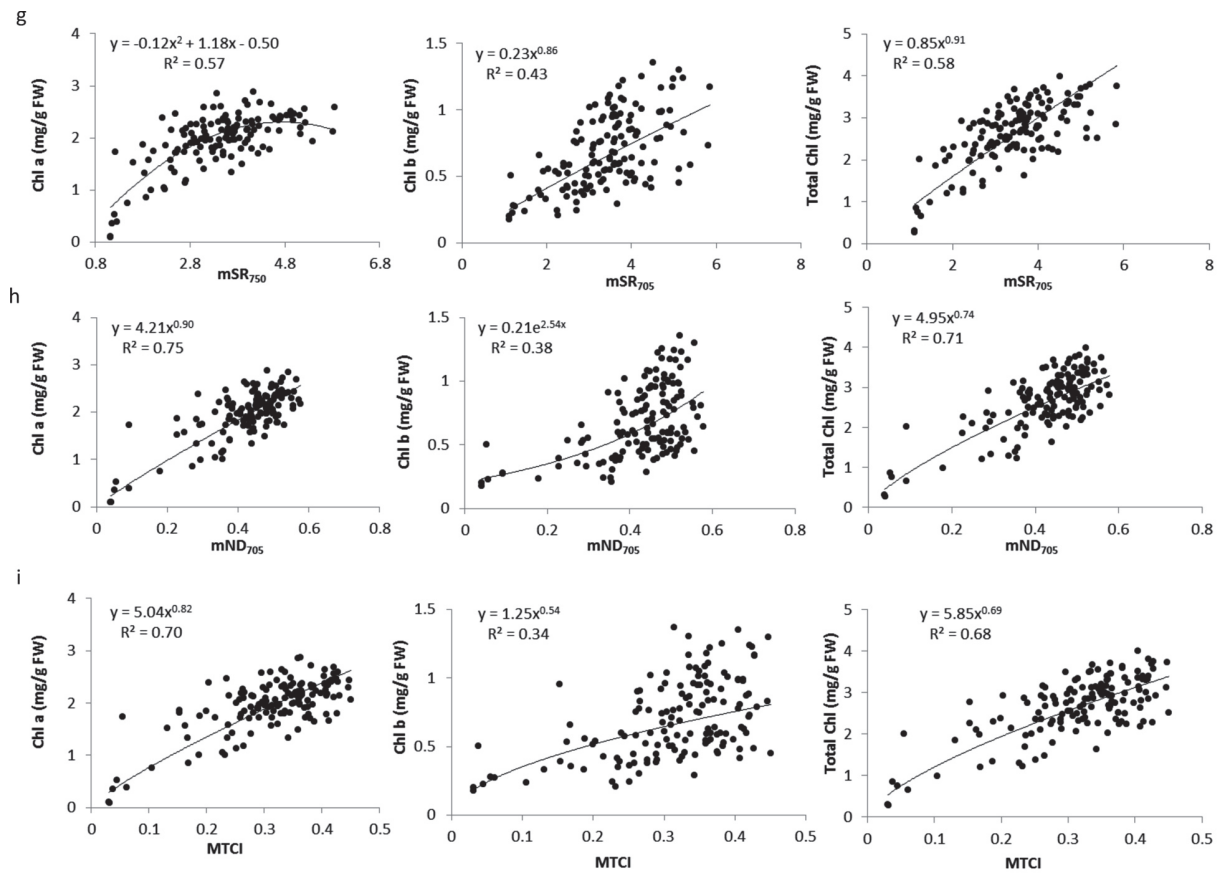 g
y = -0.12x² + 1.18x - 0.50
R² = 0.57
Chl a (mg/g FW)
4
3
2
1
0
0.8 2.8 4.8 6.8
mSR₇₅₀
y = 0.23x^0.86
R² = 0.43
Chl b (mg/g FW)
1.5
1
0.5
0
0 2 4 6 8
mSR₇₀₅
y = 0.85x^0.91
R² = 0.58
Total Chl (mg/g FW)
5
4
3
2
1
0
0 2 4 6 8
mSR₇₀₅
h
y = 4.21x^0.90
R² = 0.75
Chl a (mg/g FW)
4
3
2
1
0
0 0.2 0.4 0.6 0.8
mND₇₀₅
y = 0.21e^2.54x
R² = 0.38
Chl b (mg/g FW)
1.5
1
0.5
0
0 0.2 0.4 0.6 0.8
mND₇₀₅
y = 4.95x^0.74
R² = 0.71
Total Chl (mg/g FW)
5
4
3
2
1
0
0 0.2 0.4 0.6 0.8
mND₇₀₅
i
y = 5.04x^0.82
R² = 0.70
Chl a (mg/g FW)
4
3
2
1
0
0 0.1 0.2 0.3 0.4 0.5
MTCI
y = 1.25x^0.54
R² = 0.34
Chl b (mg/g FW)
1.5
1
0.5
0
0 0.1 0.2 0.3 0.4 0.5
MTCI
y = 5.85x^0.69
R² = 0.68
Total Chl (mg/g FW)
5
4
3
2
1
0
0 0.1 0.2 0.3 0.4 0.5
MTCI